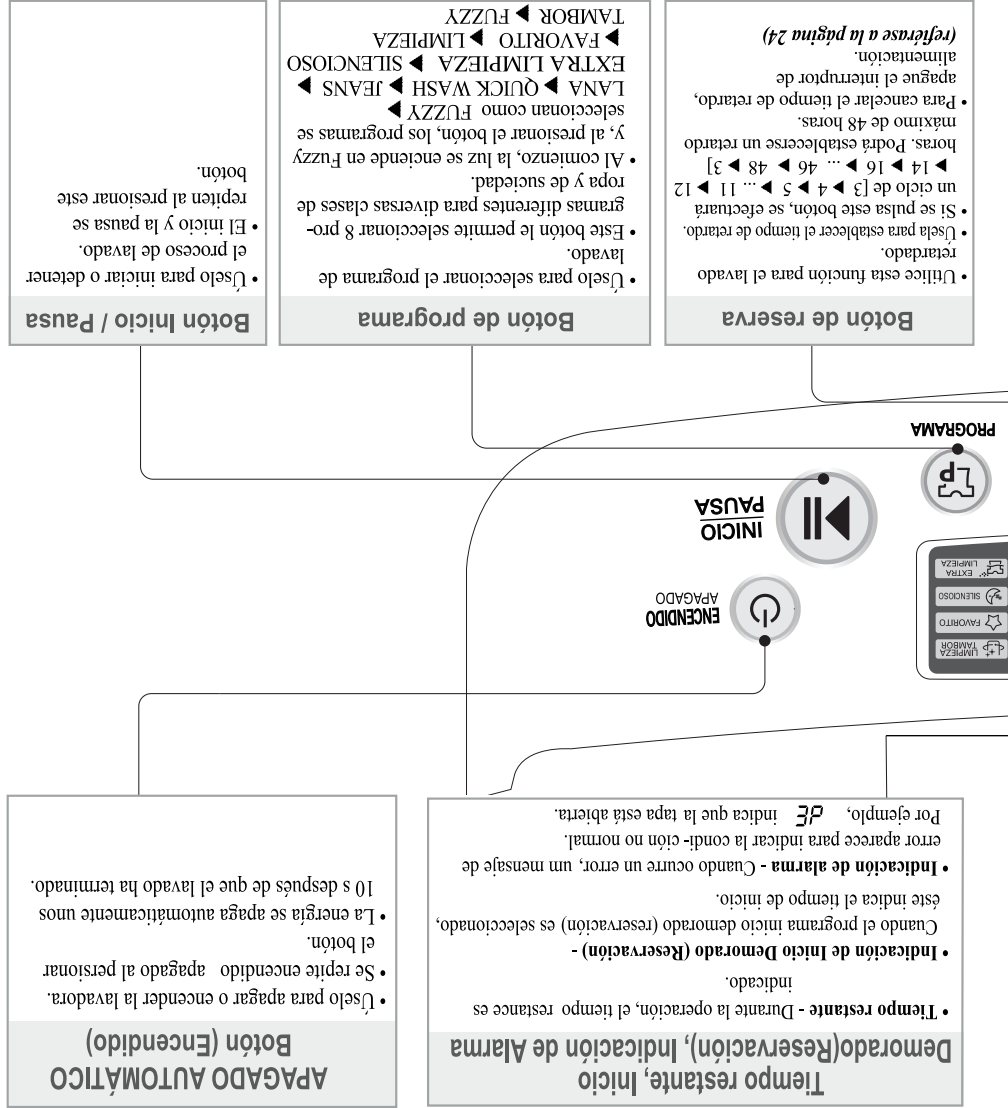 Tiempo restante, Inicio
Demorado(Reservación), Indicación de Alarma
• Tiempo restante - Durante la operación, el tiempo restance es
indicado.
• Indicación de Inicio Demorado (Reservación) -
Cuando el programa inicio demorado (reservación) es seleccionado,
éste indica el tiempo de inicio.
• Indicación de alarma - Cuando ocurre un error, um mensaje de
error aparece para indicar la condi- ción no normal.
Por ejemplo, dE indica que la tapa está abierta.
APAGADO AUTOMÁTICO
Botón (Encendido)
• Úselo para apagar o encender la lavadora.
• Se repite encendido apagado al persionar
el botón.
• La energía se apaga automáticamente unos
10 s después de que el lavado ha terminado.
LIMPIEZA
TAMBOR
FAVORITO
SILENCIOSO
EXTRA
LIMPIEZA
ENCENDIDO
APAGADO
INICIO
PAUSA
PROGRAMA
Botón de reserva
• Utilice esta función para el lavado
retardado.
• Úsela para establecer el tiempo de retardo.
• Si se pulsa este botón, se efectuará
un ciclo de [3 ▶ 4 ▶ 5 ▶ ... 11 ▶ 12
▶ 14 ▶ 16 ▶ ... 46 ▶ 48 ▶ 3]
horas. Podrá establecerse un retardo
máximo de 48 horas.
• Para cancelar el tiempo de retardo,
apague el interruptor de
alimentación.
(refiérase a la página 24)
Botón de programa
• Úselo para seleccionar el programa de
lavado.
• Este botón le permite seleccionar 8 pro-
gramas diferentes para diversas clases de
ropa y de suciedad.
• Al comienzo, la luz se enciende en Fuzzy
y, al presionar el botón, los programas se
seleccionan como FUZZY ▶
LANA ▶ QUICK WASH ▶ JEANS ▶
EXTRA LIMPIEZA ▶ SILENCIOSO
▶ FAVORITO ▶ LIMPIEZA
TAMBOR ▶ FUZZY
Botón Inicio / Pausa
• Úselo para iniciar o detener
el proceso de lavado.
• El inicio y la pausa se
repiten al presionar este
botón.